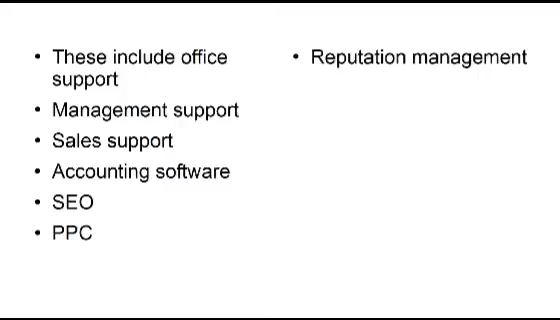 • These include office
support
• Management support
• Sales support
• Accounting software
• SEO
• PPC
• Reputation management